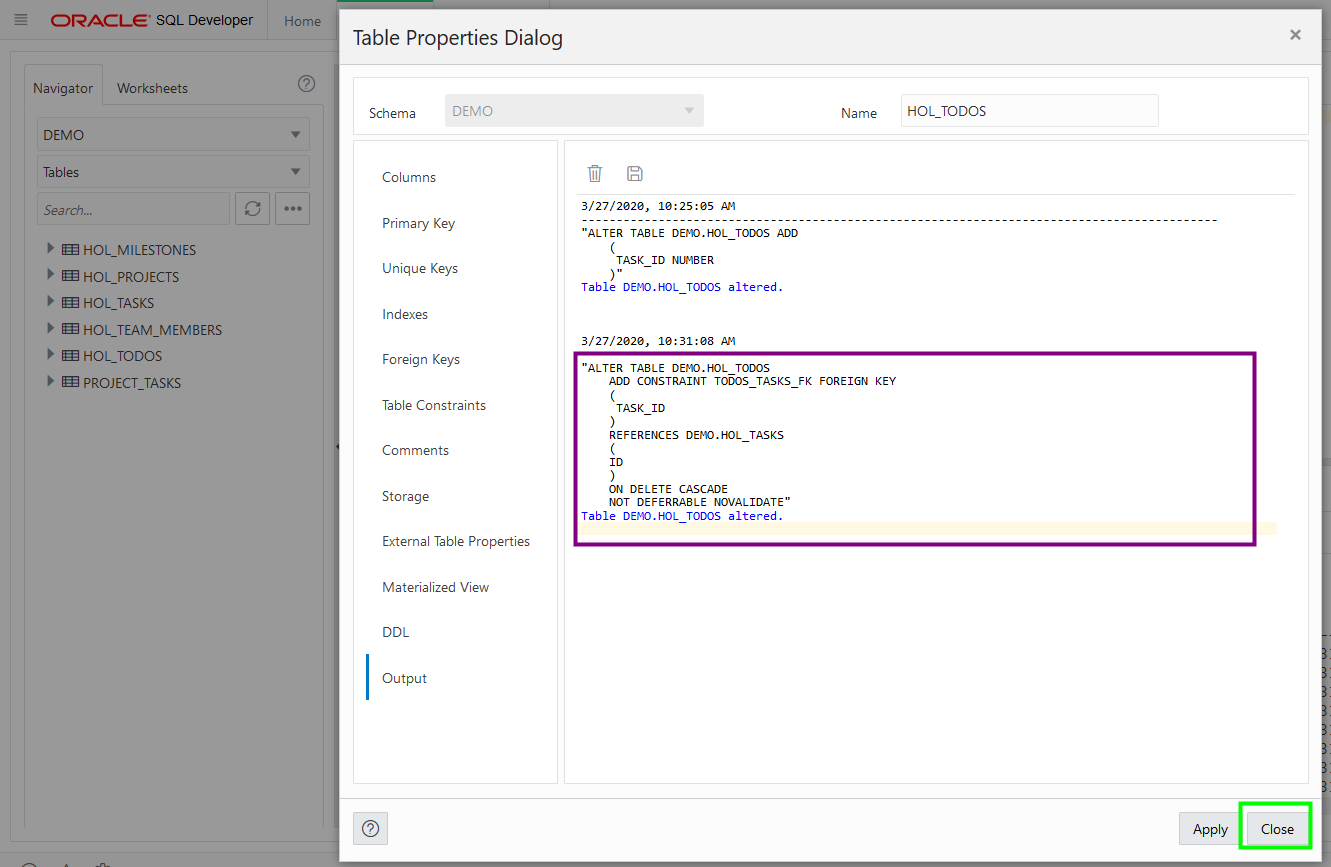 ORACLE SQL Developer
Home
Navigator
Worksheets
DEMO
Tables
Search...
HOL_MILESTONES
HOL_PROJECTS
HOL_TASKS
HOL_TEAM_MEMBERS
HOL_TODOS
PROJECT_TASKS
Table Properties Dialog
Schema
DEMO
Name
HOL_TODOS
Columns
Primary Key
Unique Keys
Indexes
Foreign Keys
Table Constraints
Comments
Storage
External Table Properties
Materialized View
DDL
Output
3/27/2020, 10:25:05 AM
-------------------------------------------------------------------------------------------
"ALTER TABLE DEMO.HOL_TODOS ADD
(
TASK_ID NUMBER
)"
Table DEMO.HOL_TODOS altered.
3/27/2020, 10:31:08 AM
"ALTER TABLE DEMO.HOL_TODOS
ADD CONSTRAINT TODOS_TASKS_FK FOREIGN KEY
(
TASK_ID
)
REFERENCES DEMO.HOL_TASKS
(
ID
)
ON DELETE CASCADE
NOT DEFERRABLE NOVALIDATE"
Table DEMO.HOL_TODOS altered.
Apply
Close